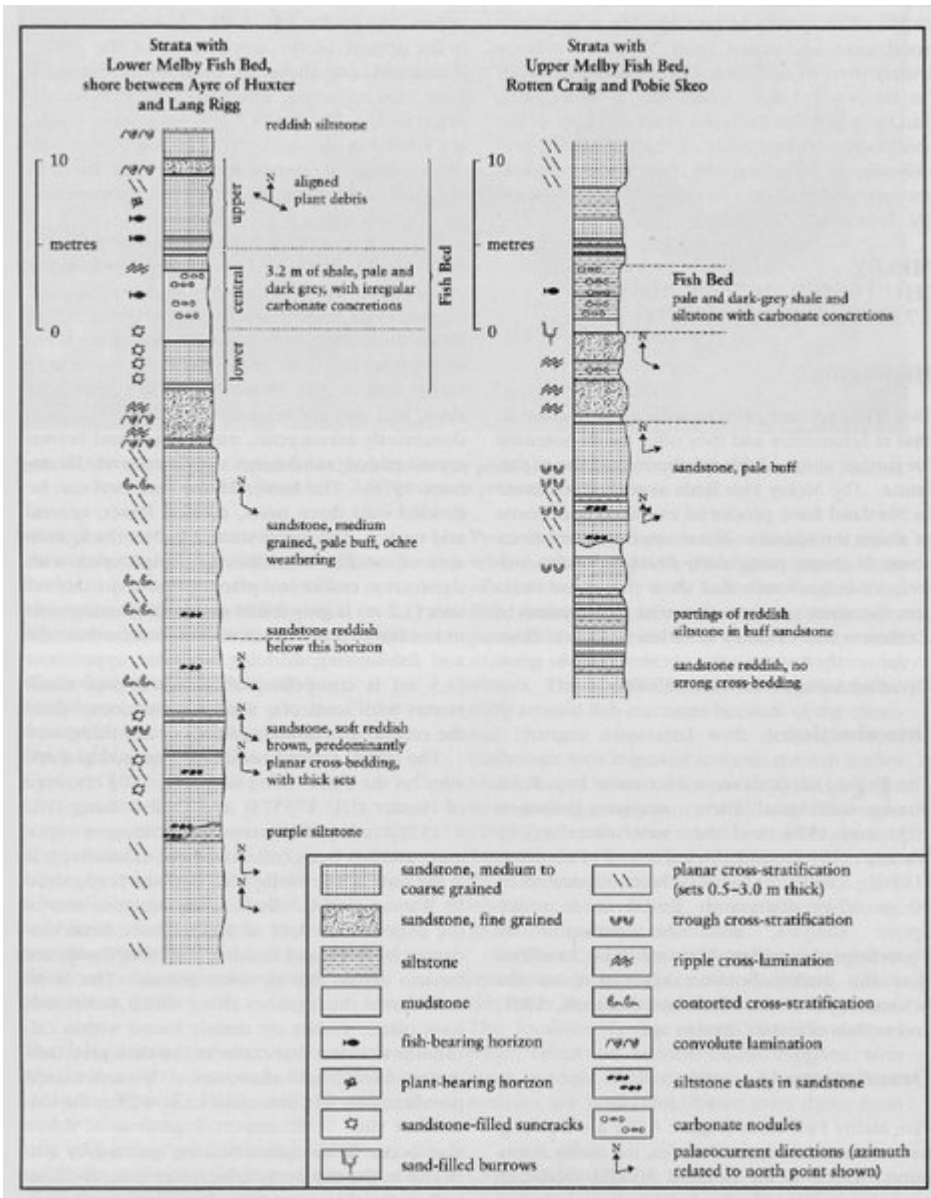 Strata with
Lower Melby Fish Bed,
shore between Ayre of Huxter
and Lang Rigg
reddish siltstone
10
metres
0
N
aligned
plant debris
upper
central
lower
3.2 m of shale, pale and
dark grey, with irregular
carbonate concretions
Fish Bed
N
sandstone, medium
grained, pale buff, ochre
weathering
sandstone reddish
below this horizon
N
sandstone, soft reddish
brown, predominantly
planar cross-bedding,
with thick sets
purple siltstone
N
N
Strata with
Upper Melby Fish Bed,
Rotten Craig and Pobie Skeo
10
metres
0
Fish Bed
pale and dark-grey shale and
siltstone with carbonate concretions
N
sandstone, pale buff
N
partings of reddish
siltstone in buff sandstone
sandstone reddish, no
strong cross-bedding
sandstone, medium to
coarse grained
sandstone, fine grained
siltstone
mudstone
fish-bearing horizon
plant-bearing horizon
sandstone-filled suncracks
sand-filled burrows
planar cross-stratification
(sets 0.5–3.0 m thick)
trough cross-stratification
ripple cross-lamination
contorted cross-stratification
convolute lamination
siltstone clasts in sandstone
carbonate nodules
N
palaeocurrent directions (azimuth
related to north point shown)